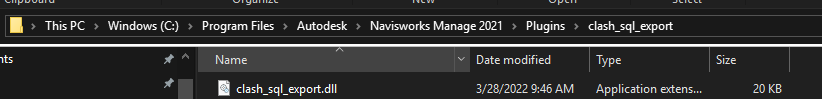 Clipboard Organize New Open Select
This PC > Windows (C:) > Program Files > Autodesk > Navisworks Manage 2021 > Plugins > clash_sql_export
Name Date modified Type Size
clash_sql_export.dll 3/28/2022 9:46 AM Application extens... 20 KB